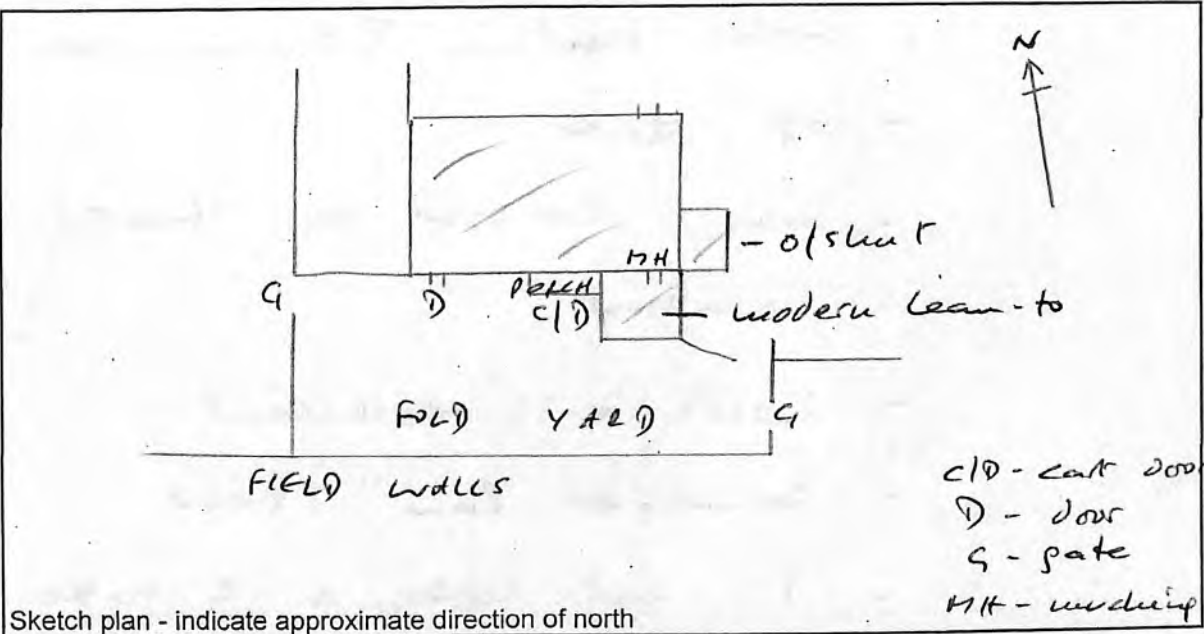 N
- o/shut
MH
G
D
PORCH
C/D
- modern lean-to
FOLD YARD
G
FIELD WALLS
C/D - cart door
D - door
G - gate
MH -
Sketch plan - indicate approximate direction of north